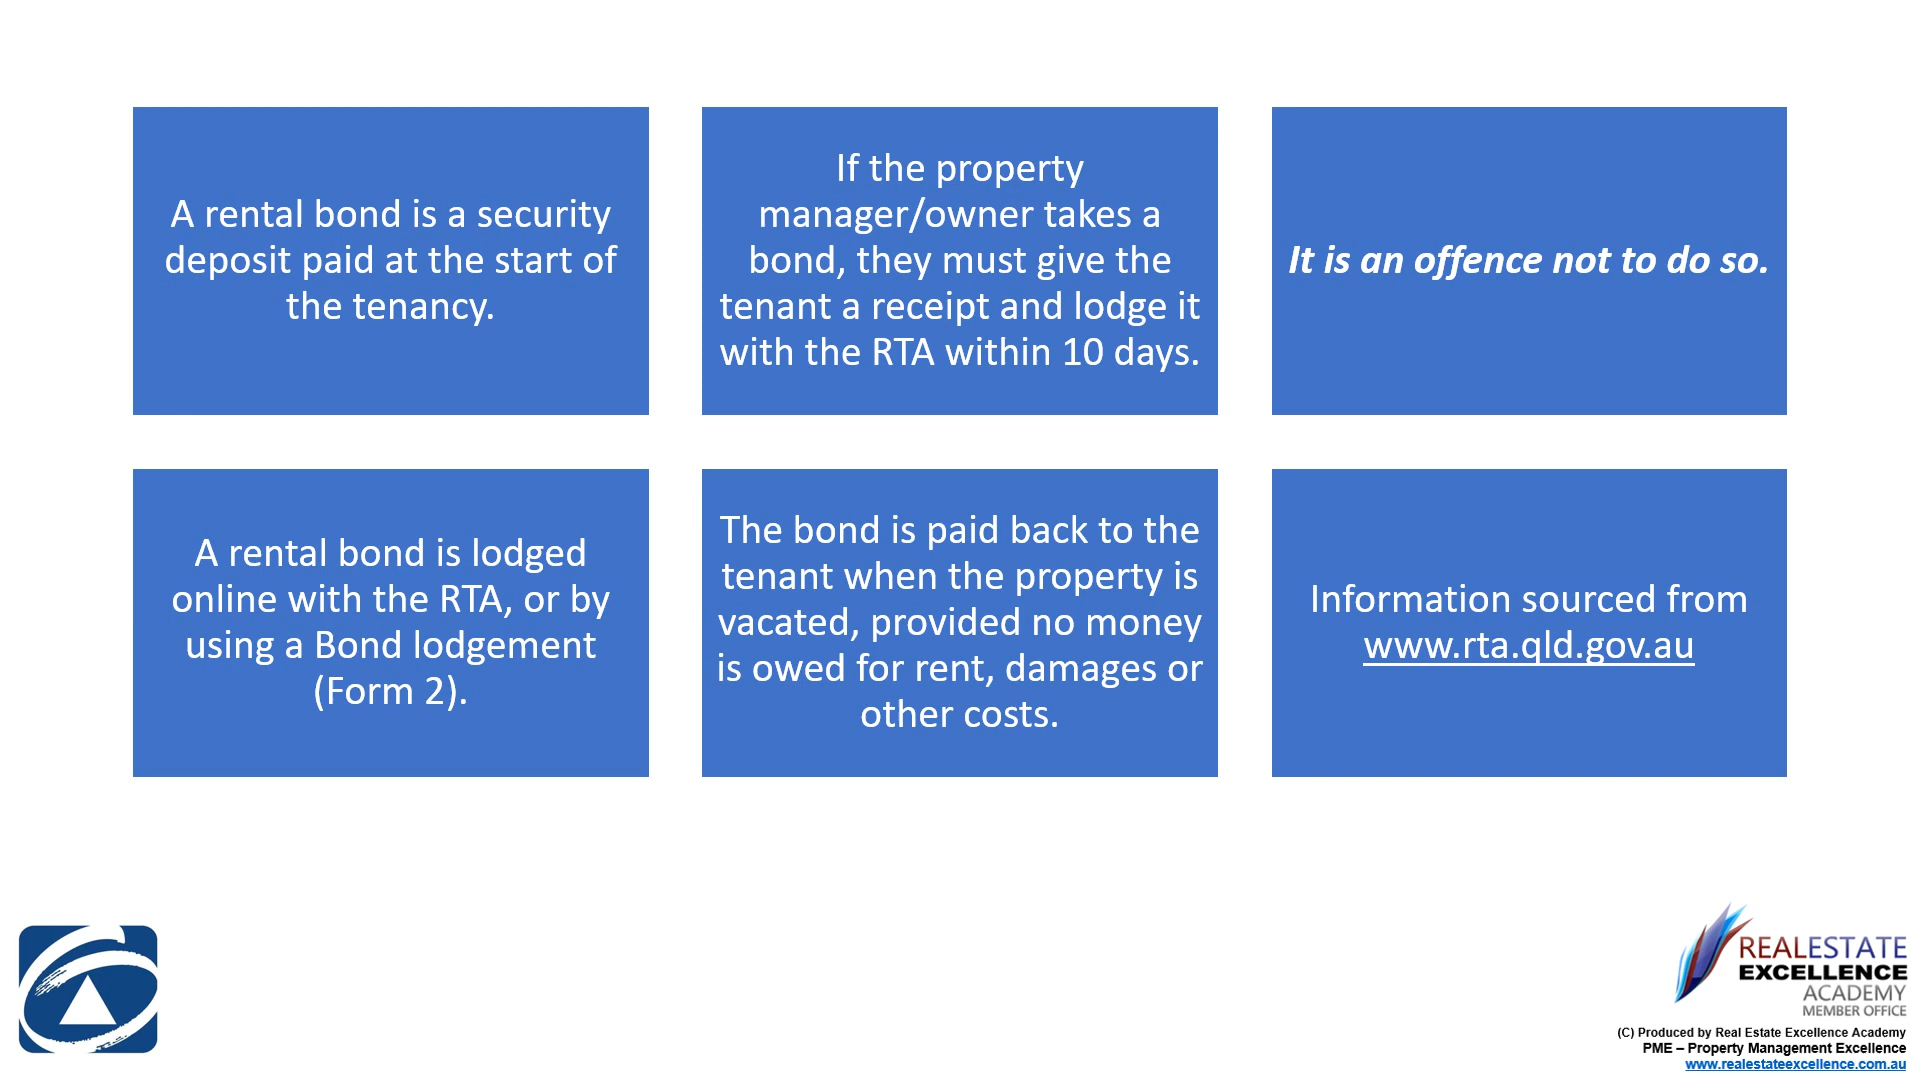 A rental bond is a security
deposit paid at the start of
the tenancy.
If the property
manager/owner takes a
bond, they must give the
tenant a receipt and lodge it
with the RTA within 10 days.
It is an offence not to do so.
A rental bond is lodged
online with the RTA, or by
using a Bond lodgement
(Form 2).
The bond is paid back to the
tenant when the property is
vacated, provided no money
is owed for rent, damages or
other costs.
Information sourced from
www.rta.qld.gov.au
REALESTATE
EXCELLENCE
ACADEMY
MEMBER OFFICE
(C) Produced by Real Estate Excellence Academy
PME – Property Management Excellence
www.realestateexcellence.com.au